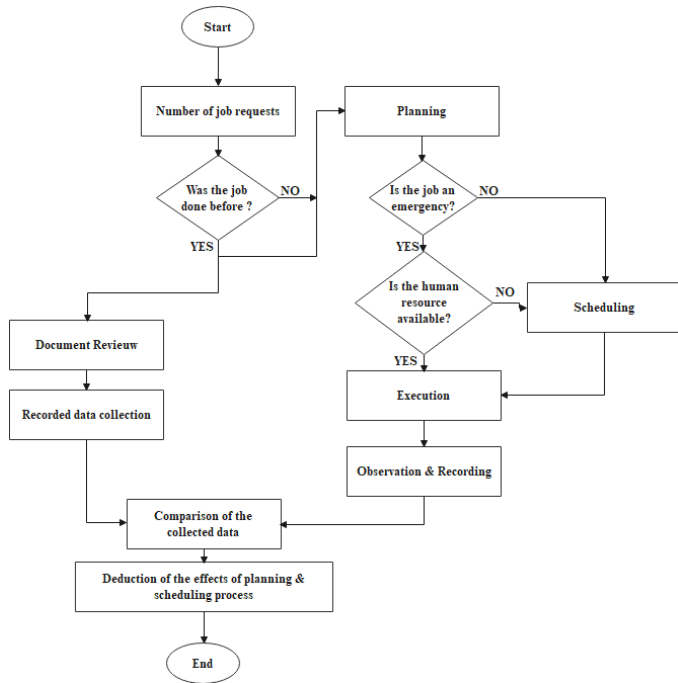 Start
Number of job requests
Planning
Was the job
done before ?
NO
YES
Is the job an
emergency?
NO
YES
Is the human
resource
available?
NO
YES
Scheduling
Document Revieuw
Execution
Recorded data collection
Observation & Recording
Comparison of the
collected data
Deduction of the effects of planning &
scheduling process
End